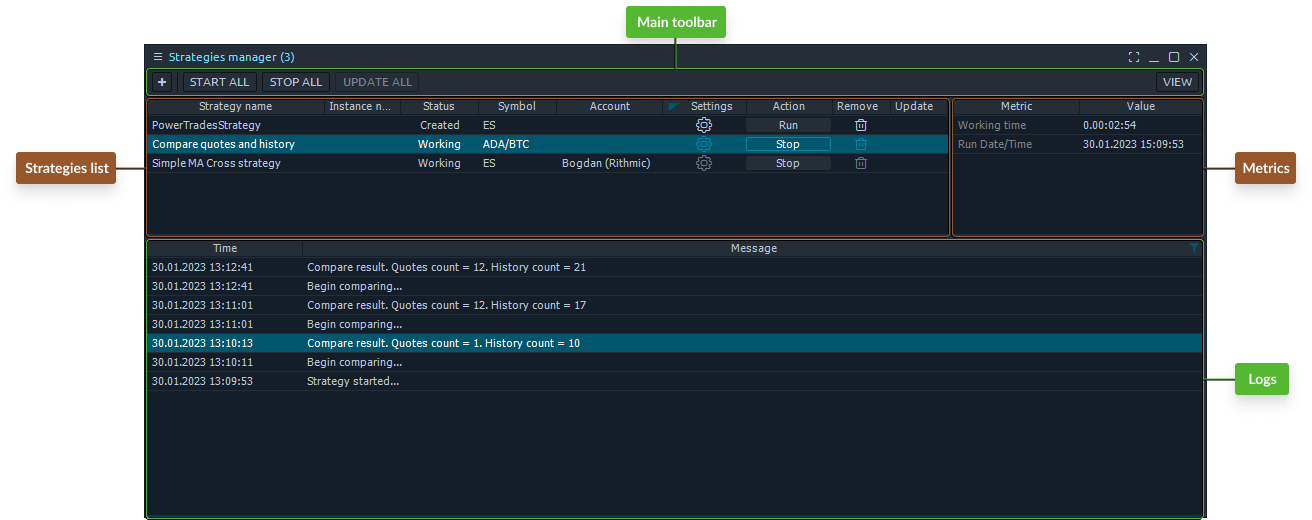 Main toolbar
Strategies manager (3)
+ START ALL STOP ALL UPDATE ALL VIEW
Strategy name Instance n... Status Symbol Account Settings Action Remove Update Metric Value
PowerTradesStrategy Created ES Run Working time 0.00:02:54
Compare quotes and history Working ADA/BTC Stop Run Date/Time 30.01.2023 15:09:53
Simple MA Cross strategy Working ES Bogdan (Rithmic) Stop
Strategies list
Metrics
Time Message
30.01.2023 13:12:41 Compare result. Quotes count = 12. History count = 21
30.01.2023 13:12:41 Begin comparing...
30.01.2023 13:11:01 Compare result. Quotes count = 12. History count = 17
30.01.2023 13:11:01 Begin comparing...
30.01.2023 13:10:13 Compare result. Quotes count = 1. History count = 10
30.01.2023 13:10:11 Begin comparing...
30.01.2023 13:09:53 Strategy started...
Logs